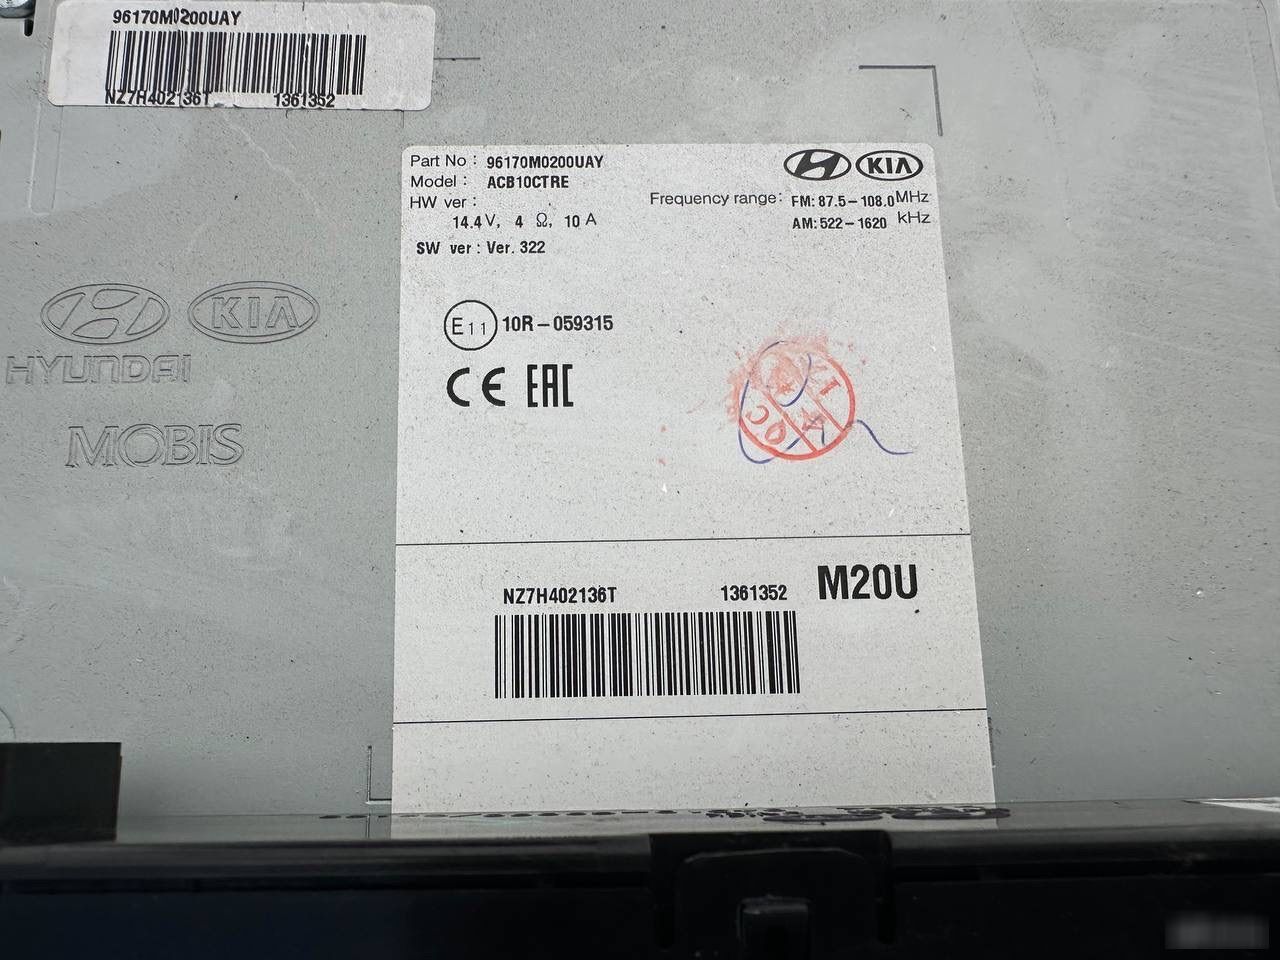 96170M0200UAY
NZ7H402136T 1361352
Part No : 96170M0200UAY
Model : ACB10CTRE
HW ver :
14.4V, 4 Ω, 10 A
SW ver : Ver. 322
KIA
Frequency range: FM: 87.5-108.0 MHz
AM: 522-1620 kHz
E11 10R-059315
CE EAC
KIA
HYUNDAI
MOBIS
NZ7H402136T 1361352 M20U